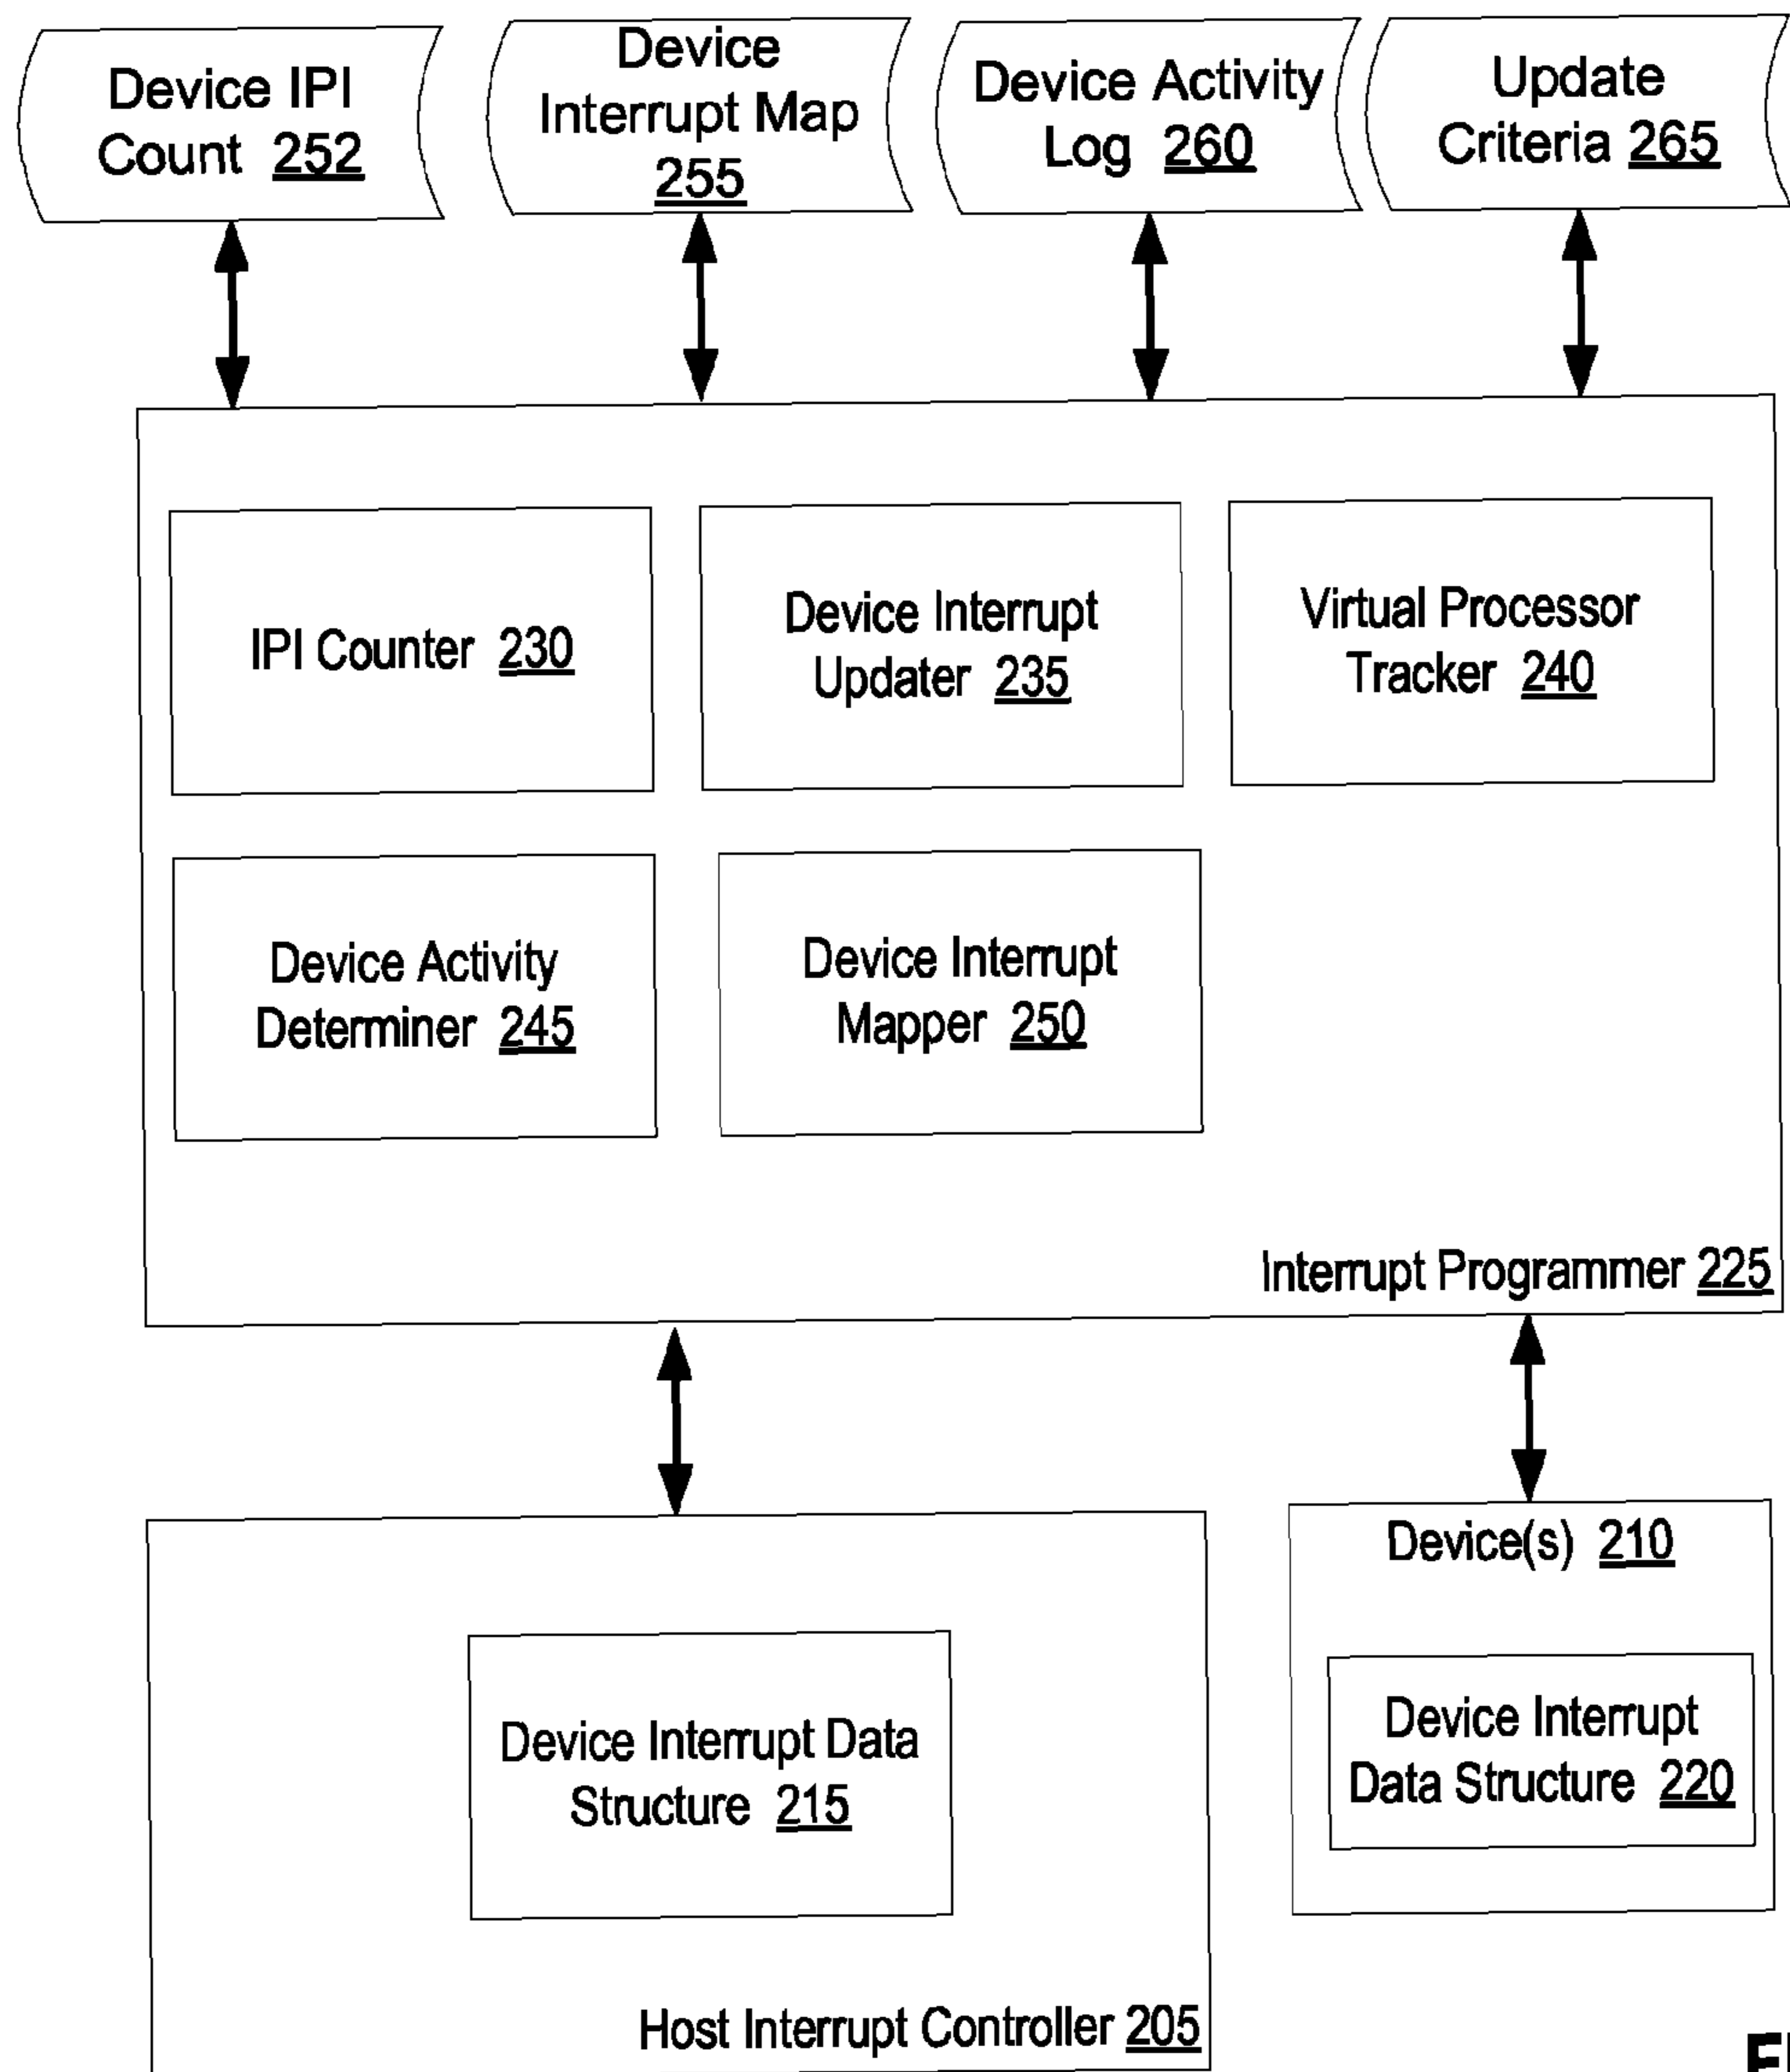 Device IPI
Count 252
Device
Interrupt Map
255
Device Activity
Log 260
Update
Criteria 265
IPI Counter 230
Device Interrupt
Updater 235
Virtual Processor
Tracker 240
Device Activity
Determiner 245
Device Interrupt
Mapper 250
Interrupt Programmer 225
Device Interrupt Data
Structure 215
Host Interrupt Controller 205
Device(s) 210
Device Interrupt
Data Structure 220